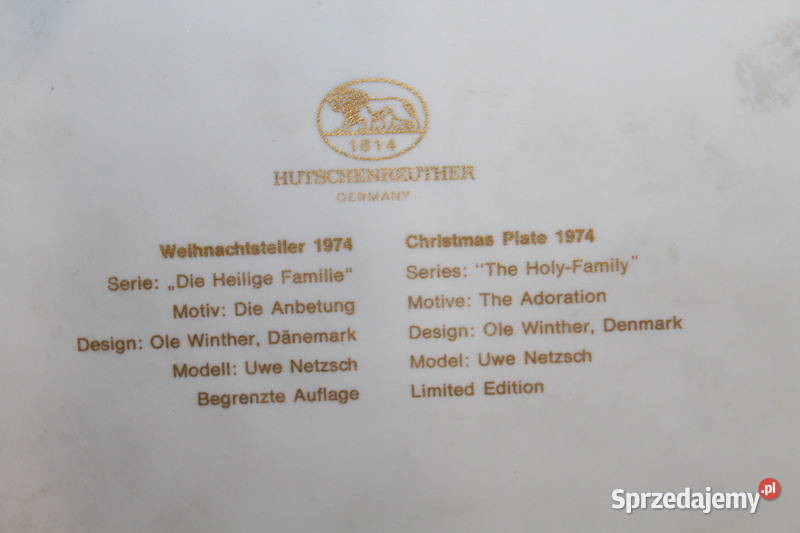 1814
HUTSCHENREUTHER
GERMANY
Weihnachtsteller 1974
Serie: „Die Heilige Familie“
Motiv: Die Anbetung
Design: Ole Winther, Dänemark
Modell: Uwe Netzsch
Begrenzte Auflage
Christmas Plate 1974
Series: "The Holy-Family"
Motive: The Adoration
Design: Ole Winther, Denmark
Model: Uwe Netzsch
Limited Edition
Sprzedajemy.pl